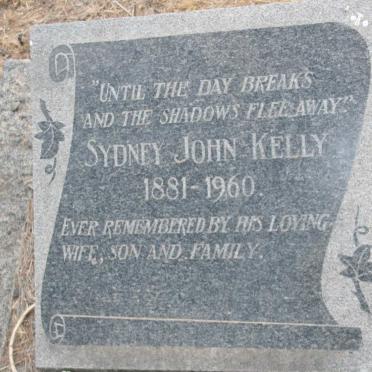 "UNTIL THE DAY BREAKS
AND THE SHADOWS FLEE AWAY".
SYDNEY JOHN KELLY
1881-1960.
EVER REMEMBERED BY HIS LOVING
WIFE, SON AND FAMILY.